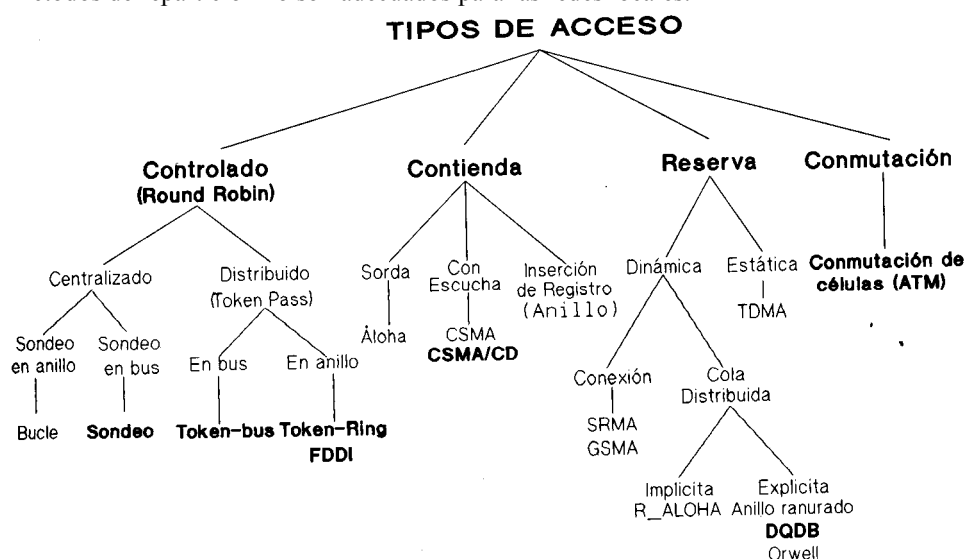 TIPOS DE ACCESO
Controlado
(Round Robin)
Contienda
Reserva
Conmutación
Centralizado
Distribuido
(Token Pass)
Sorda
Con
Escucha
Inserción
de Registro
(Anillo)
Dinámica
Estática
Conmutación de
células (ATM)
Sondeo
en anillo
Sondeo
en bus
En bus
En anillo
Áloha
CSMA
CSMA/CD
TDMA
Bucle
Sondeo
Token-bus
Token-Ring
FDDI
Conexión
SRMA
GSMA
Cola
Distribuida
Implicita
R_ALOHA
Explicita
Anillo ranurado
DQDB
Orwell